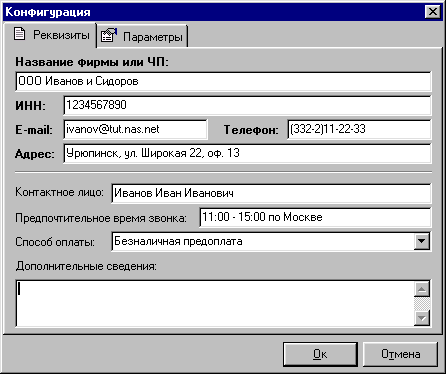 Конфигурация
Реквизиты Параметры
Название фирмы или ЧП:
ООО Иванов и Сидоров
ИНН: 1234567890
E-mail: ivanov@tut.nas.net Телефон: (332-2)11-22-33
Адрес: Урюпинск, ул. Широкая 22, оф. 13
Контактное лицо: Иванов Иван Иванович
Предпочтительное время звонка: 11:00 - 15:00 по Москве
Способ оплаты: Безналичная предоплата
Дополнительные сведения:
Ок Отмена